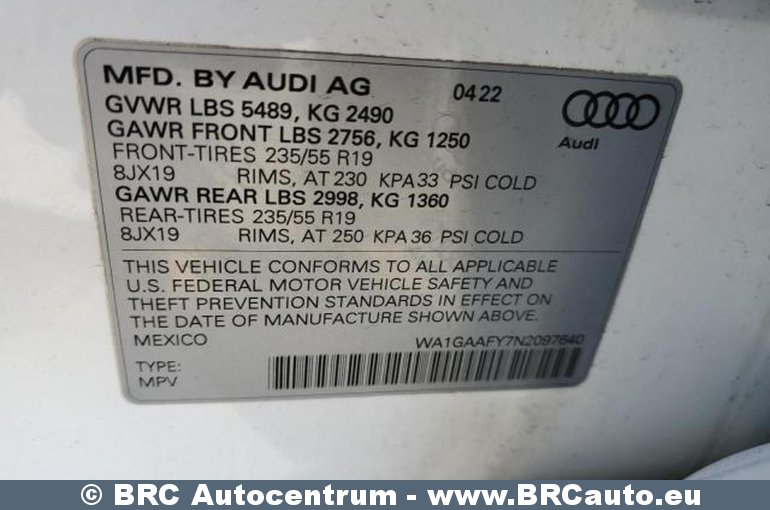 MFD. BY AUDI AG 0422
GVWR LBS 5489, KG 2490
GAWR FRONT LBS 2756, KG 1250
Audi
FRONT-TIRES 235/55 R19
8JX19 RIMS, AT 230 KPA 33 PSI COLD
GAWR REAR LBS 2998, KG 1360
REAR-TIRES 235/55 R19
8JX19 RIMS, AT 250 KPA 36 PSI COLD
THIS VEHICLE CONFORMS TO ALL APPLICABLE
U.S. FEDERAL MOTOR VEHICLE SAFETY AND
THEFT PREVENTION STANDARDS IN EFFECT ON
THE DATE OF MANUFACTURE SHOWN ABOVE.
MEXICO WA1GAAFY7N2097640
TYPE:
MPV
© BRC Autocentrum - www.BRCauto.eu